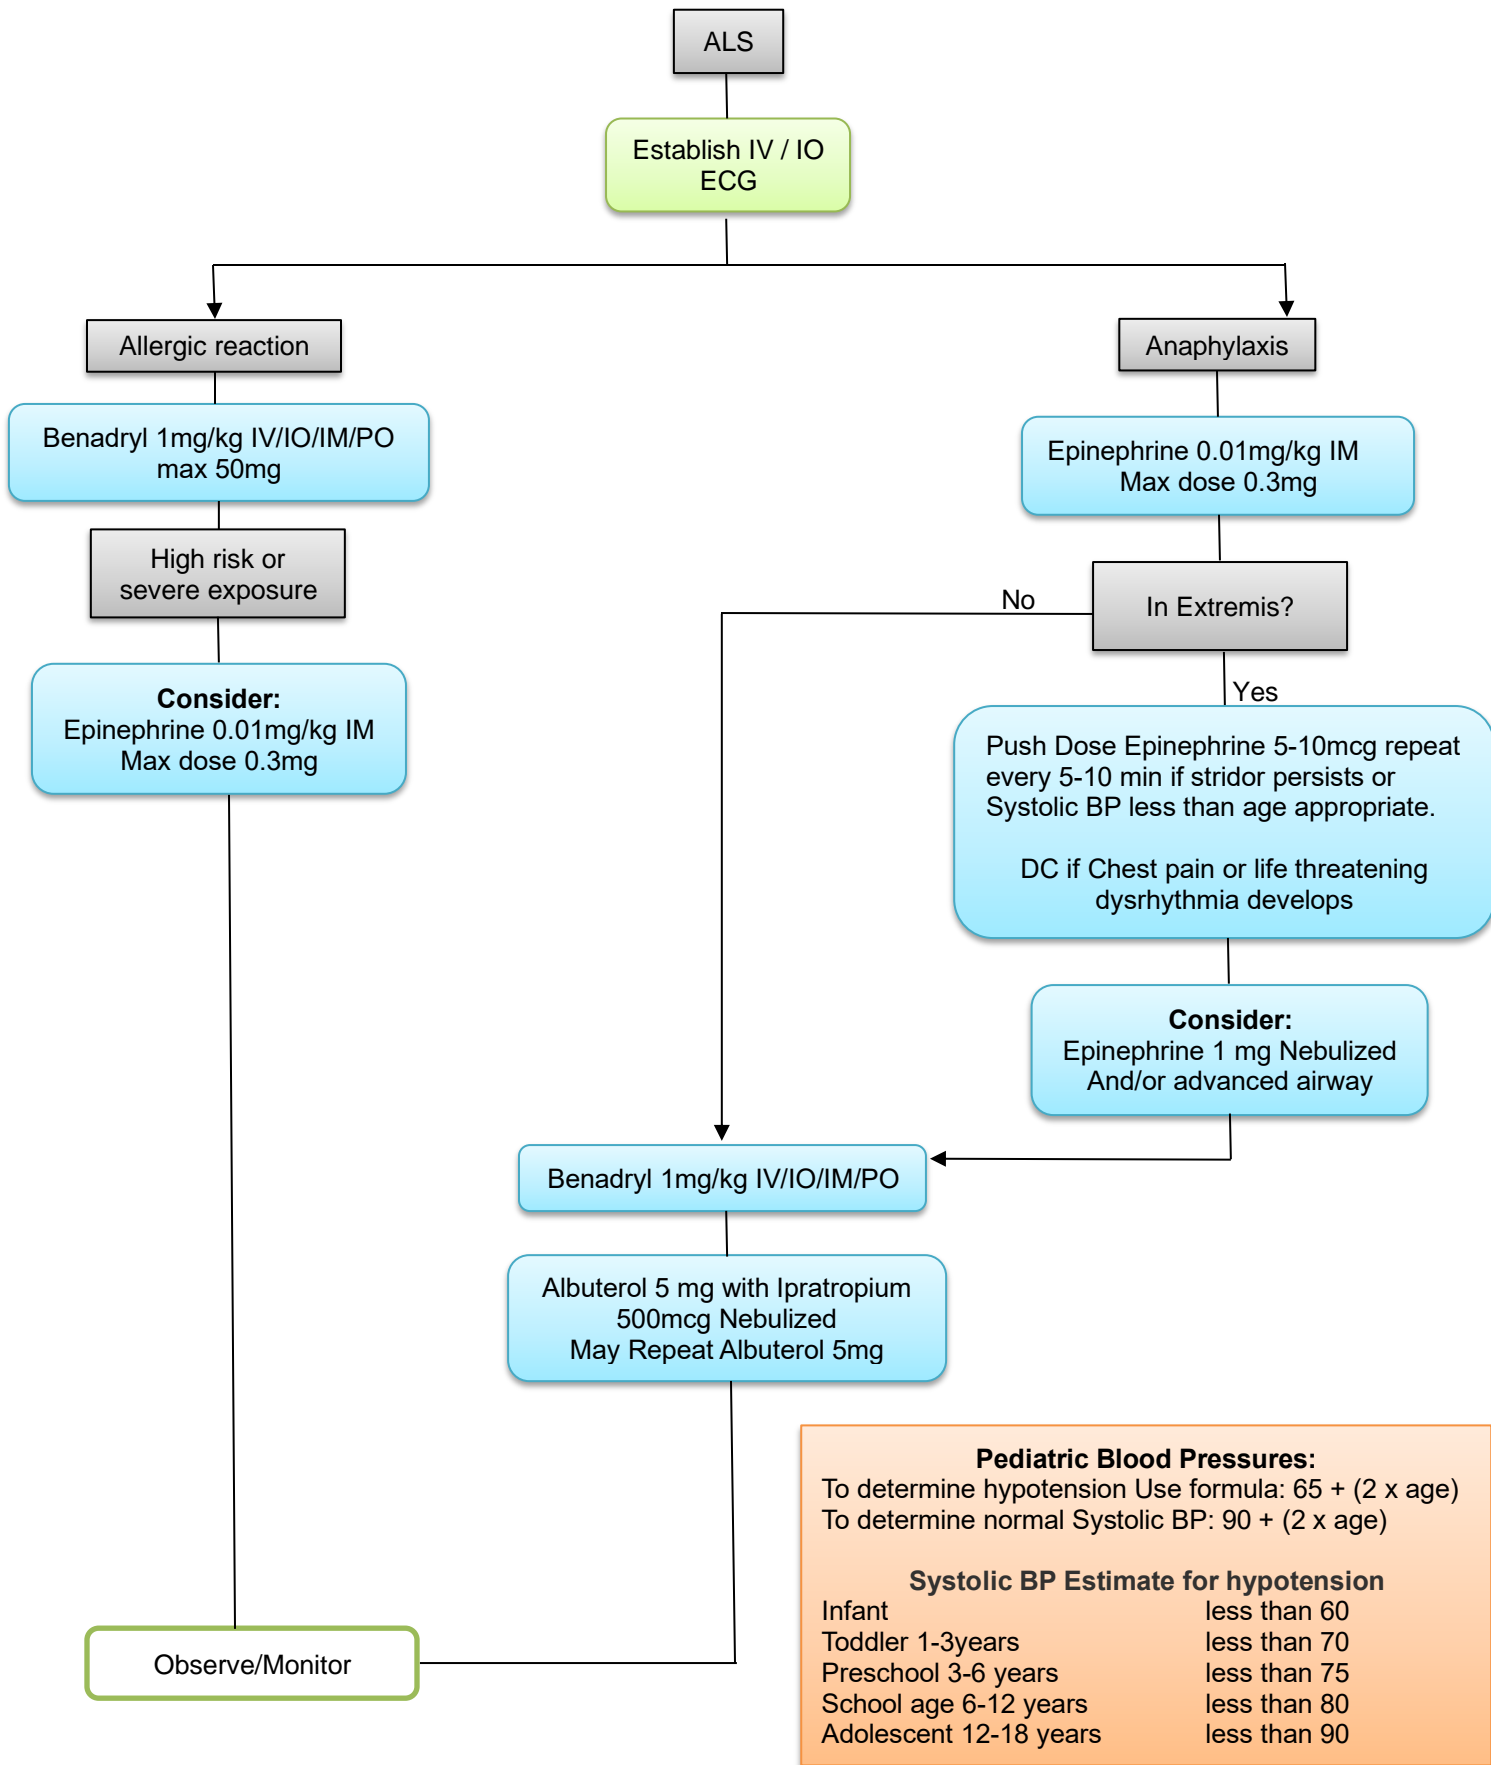 ALS
Establish IV / IO
ECG
Allergic reaction
Benadryl 1mg/kg IV/IO/IM/PO
max 50mg
High risk or
severe exposure
Consider:
Epinephrine 0.01mg/kg IM
Max dose 0.3mg
Anaphylaxis
Epinephrine 0.01mg/kg IM
Max dose 0.3mg
In Extremis?
No
Yes
Push Dose Epinephrine 5-10mcg repeat
every 5-10 min if stridor persists or
Systolic BP less than age appropriate.
DC if Chest pain or life threatening
dysrhythmia develops
Consider:
Epinephrine 1 mg Nebulized
And/or advanced airway
Benadryl 1mg/kg IV/IO/IM/PO
Albuterol 5 mg with Ipratropium
500mcg Nebulized
May Repeat Albuterol 5mg
Observe/Monitor
Pediatric Blood Pressures:
To determine hypotension Use formula: 65 + (2 x age)
To determine normal Systolic BP: 90 + (2 x age)
Systolic BP Estimate for hypotension
Infant less than 60
Toddler 1-3years less than 70
Preschool 3-6 years less than 75
School age 6-12 years less than 80
Adolescent 12-18 years less than 90